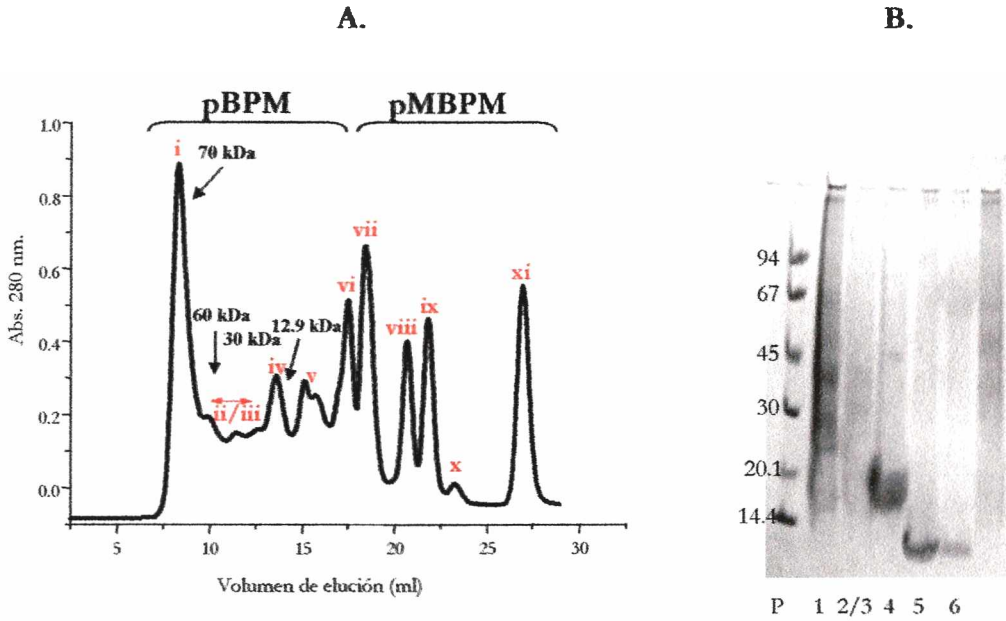 A.
B.
pBPM
pMBPM
1.0
0.8
0.6
0.4
0.2
0.0
Abs. 280 nm.
i
70 kDa
60 kDa
30 kDa
12.9 kDa
ii/iii
iv
v
vi
vii
viii
ix
x
xi
5
10
15
20
25
30
Volumen de elución (ml)
94
67
45
30
20.1
14.4
P 1 2/3 4 5 6